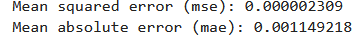 Mean squared error (mse): 0.000002309
Mean absolute error (mae): 0.001149218